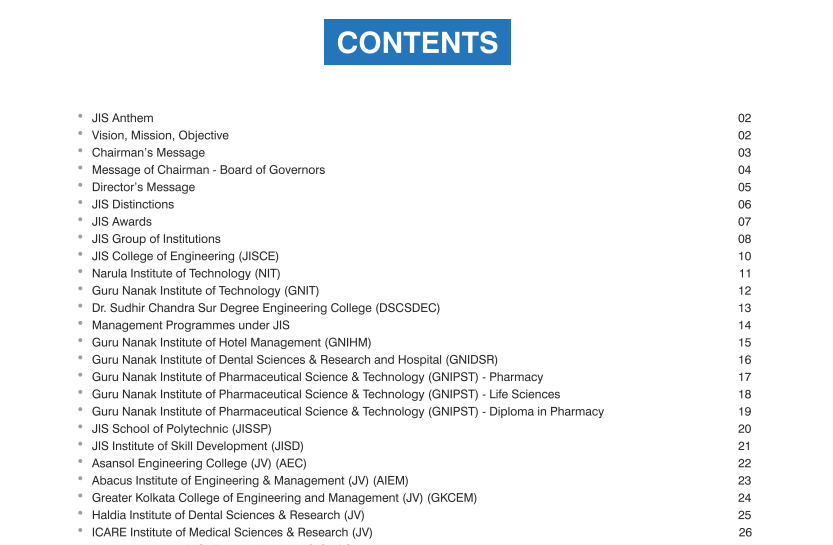 CONTENTS
• JIS Anthem 02
• Vision, Mission, Objective 02
• Chairman's Message 03
• Message of Chairman - Board of Governors 04
• Director's Message 05
• JIS Distinctions 06
• JIS Awards 07
• JIS Group of Institutions 08
• JIS College of Engineering (JISCE) 10
• Narula Institute of Technology (NIT) 11
• Guru Nanak Institute of Technology (GNIT) 12
• Dr. Sudhir Chandra Sur Degree Engineering College (DSCSDEC) 13
• Management Programmes under JIS 14
• Guru Nanak Institute of Hotel Management (GNIHM) 15
• Guru Nanak Institute of Dental Sciences & Research and Hospital (GNIDSR) 16
• Guru Nanak Institute of Pharmaceutical Science & Technology (GNIPST) - Pharmacy 17
• Guru Nanak Institute of Pharmaceutical Science & Technology (GNIPST) - Life Sciences 18
• Guru Nanak Institute of Pharmaceutical Science & Technology (GNIPST) - Diploma in Pharmacy 19
• JIS School of Polytechnic (JISSP) 20
• JIS Institute of Skill Development (JISD) 21
• Asansol Engineering College (JV) (AEC) 22
• Abacus Institute of Engineering & Management (JV) (AIEM) 23
• Greater Kolkata College of Engineering and Management (JV) (GKCEM) 24
• Haldia Institute of Dental Sciences & Research (JV) 25
• ICARE Institute of Medical Sciences & Research (JV) 26